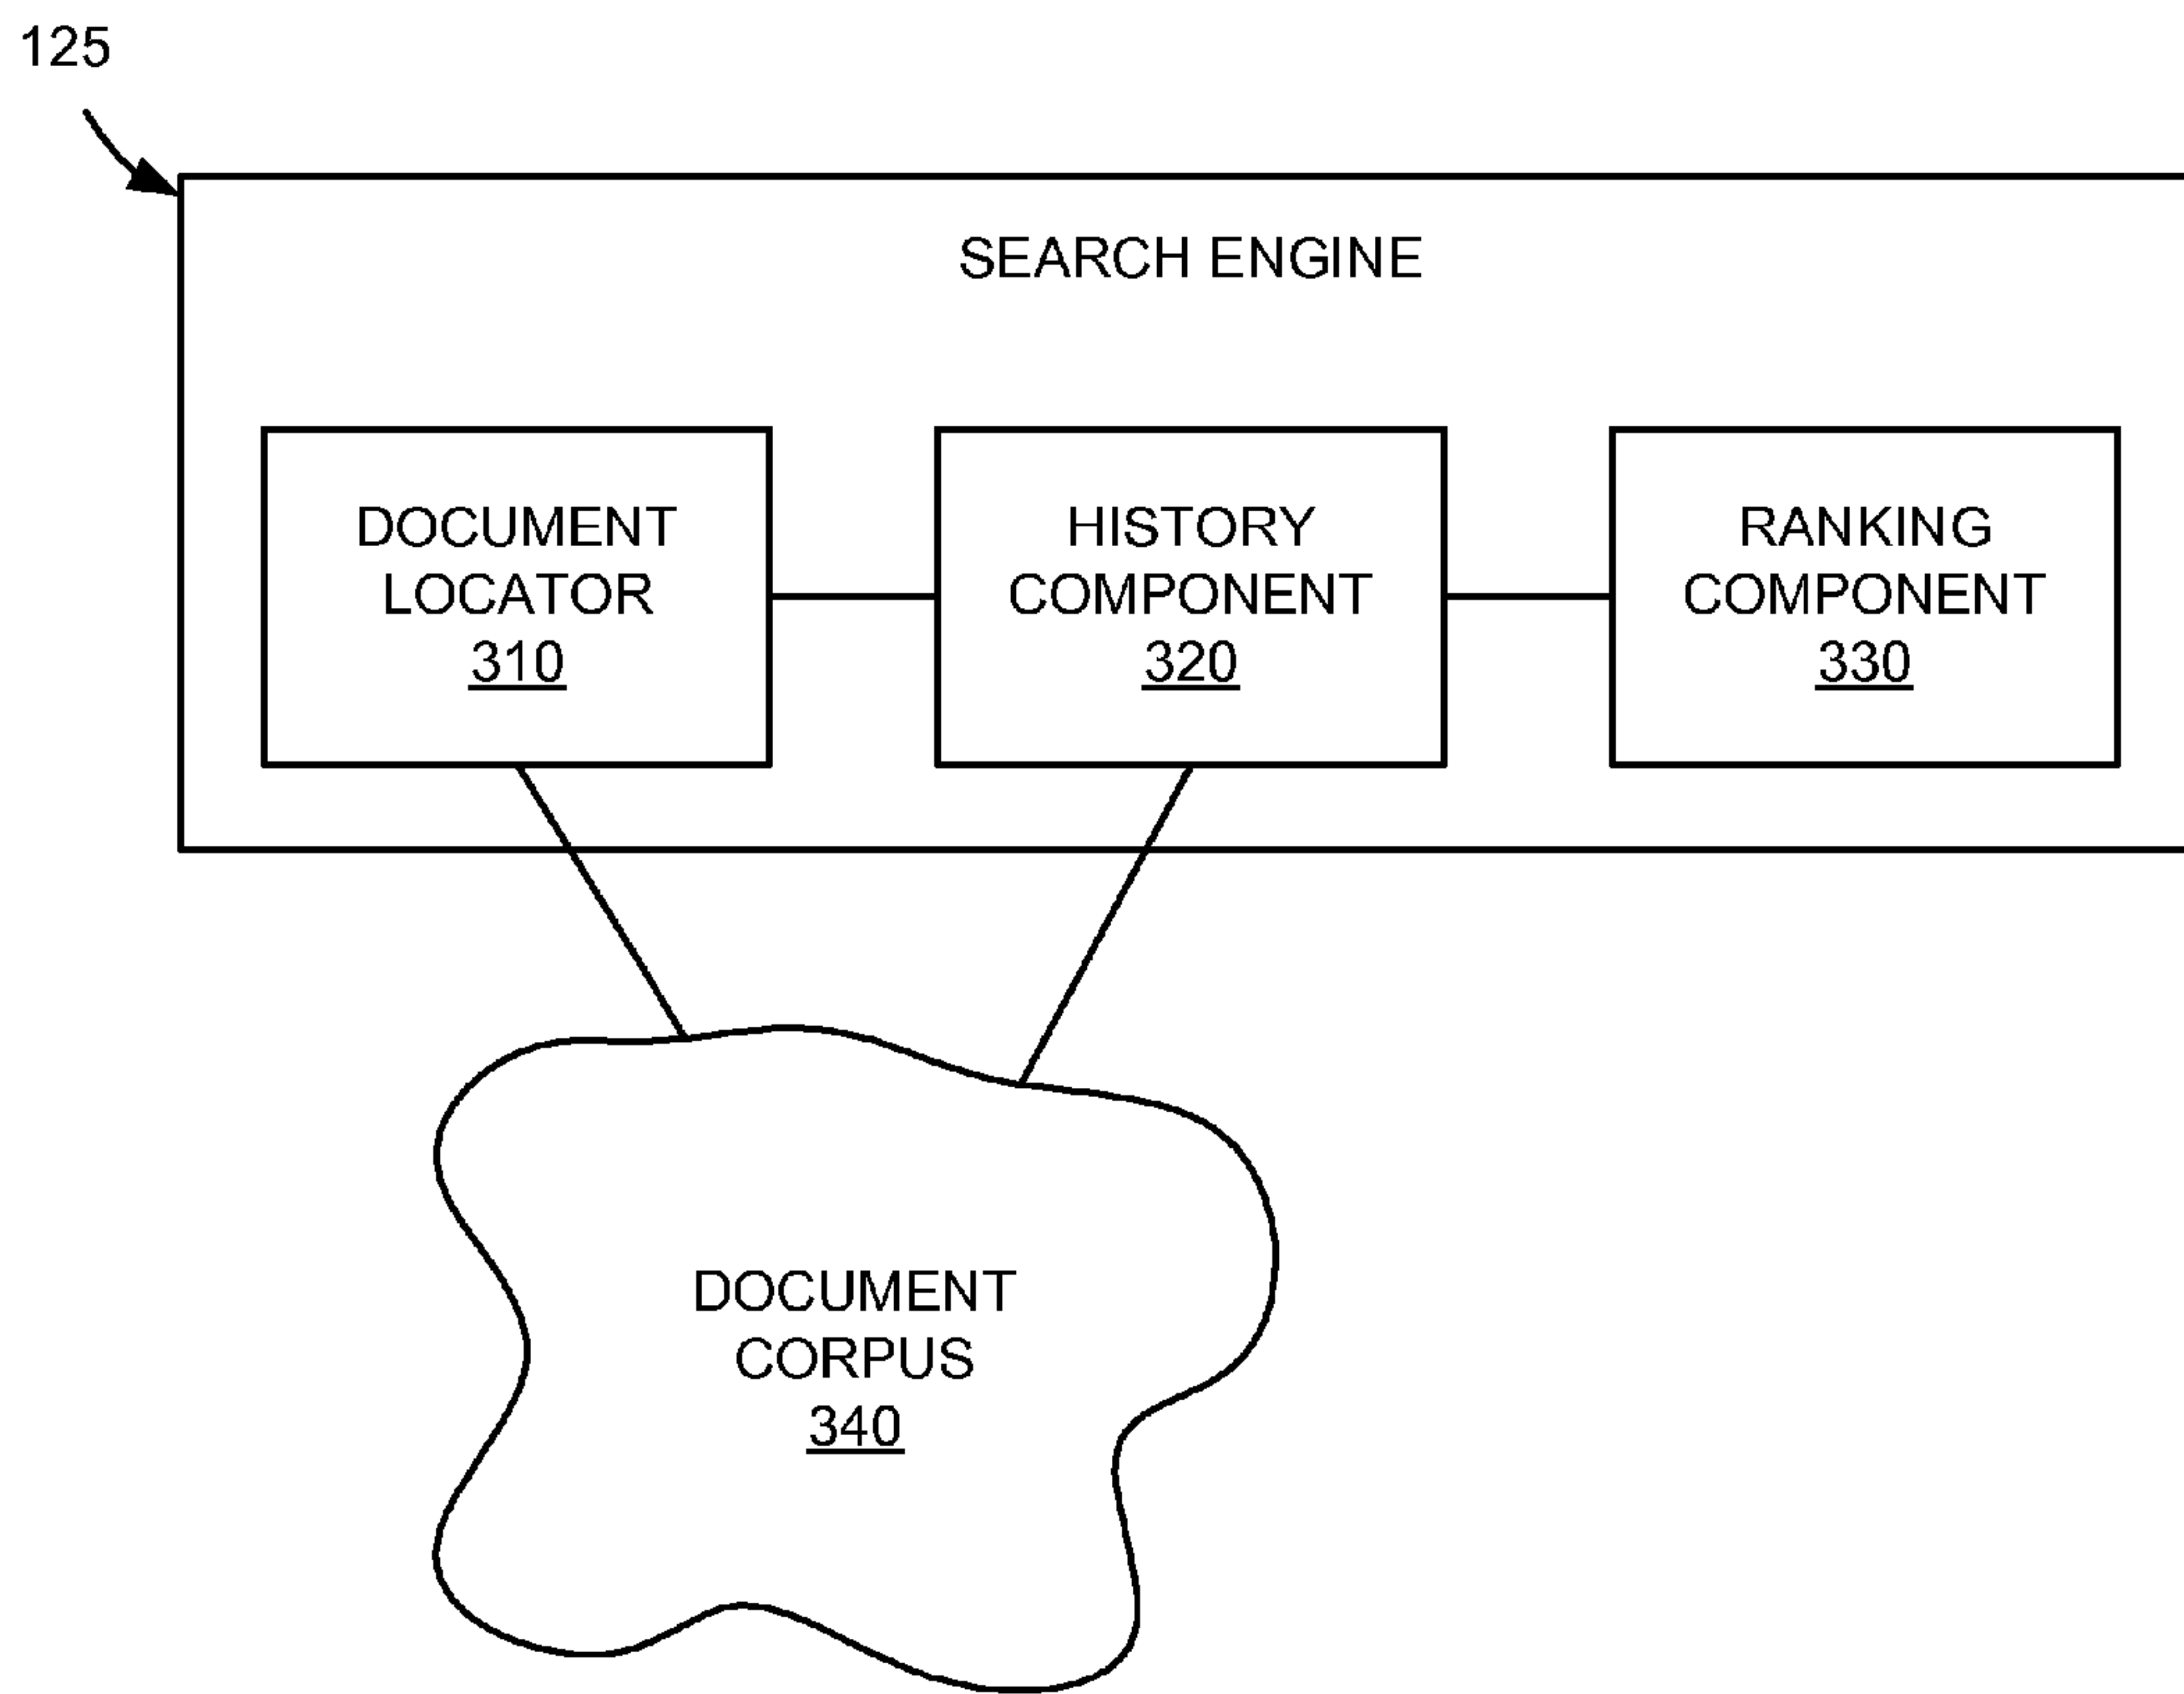 125
SEARCH ENGINE
DOCUMENT
LOCATOR
310
HISTORY
COMPONENT
320
RANKING
COMPONENT
330
DOCUMENT
CORPUS
340